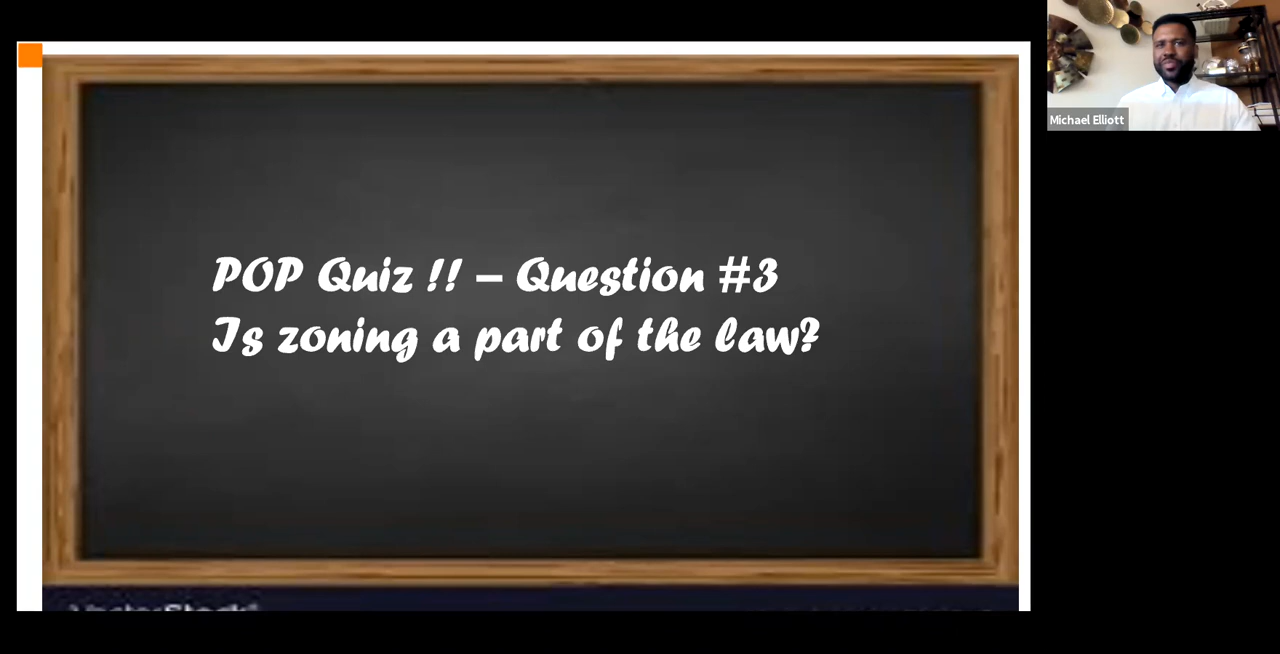 POP Quiz !! – Question #3
Is zoning a part of the law?
Michael Elliott